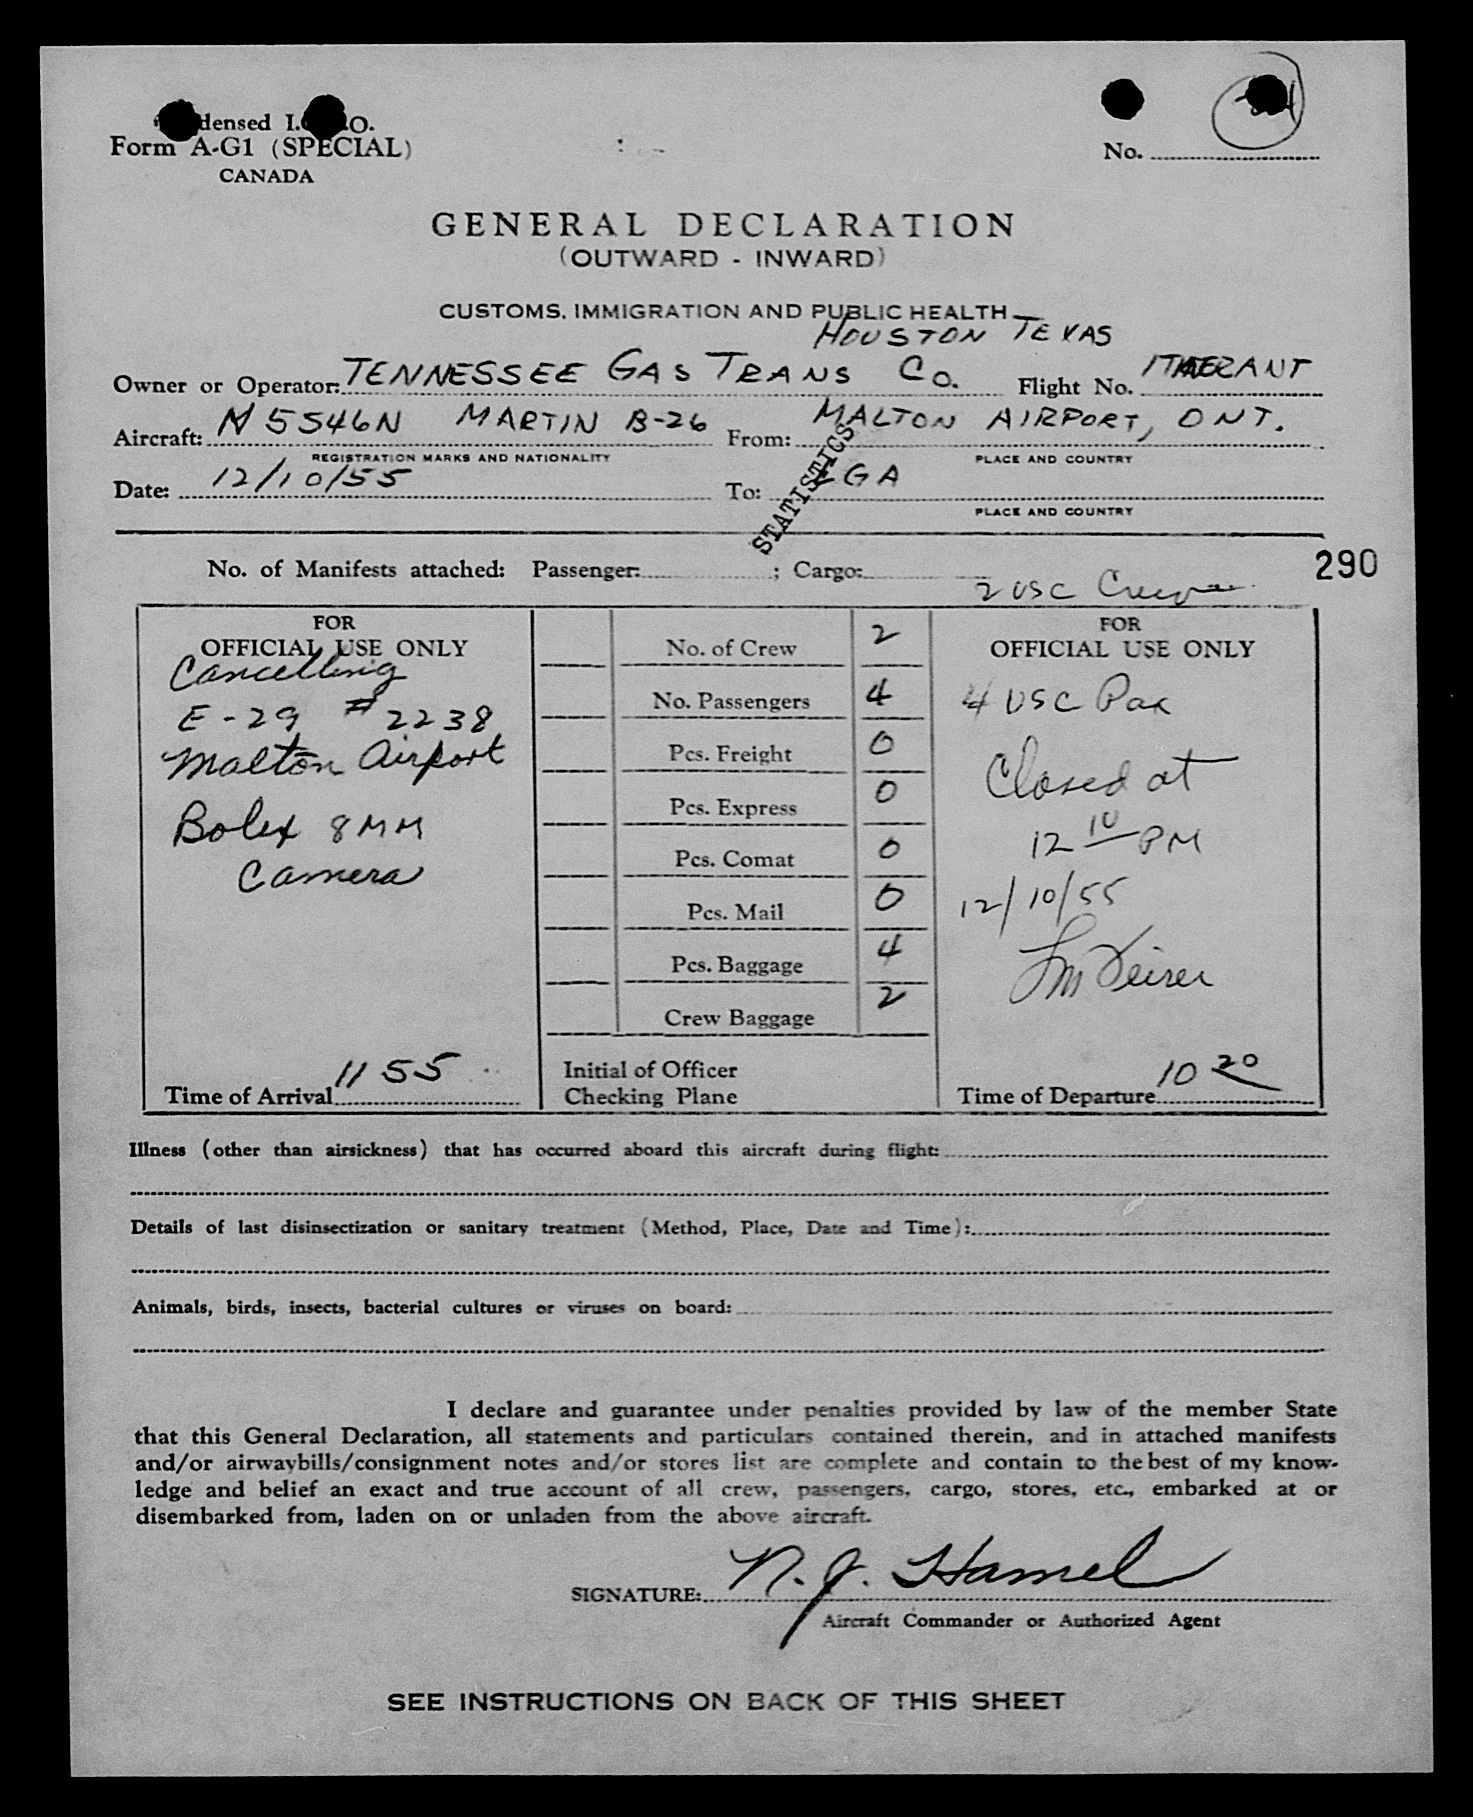 Form A-G1 (SPECIAL)
CANADA
No.
GENERAL DECLARATION
(OUTWARD - INWARD)
CUSTOMS, IMMIGRATION AND PUBLIC HEALTH
HOUSTON TEXAS
Owner or Operator: TENNESSEE GAS TRANS CO. Flight No.
Aircraft: N5546N MARTIN B-26 From: MALTON AIRPORT, ONT.
REGISTRATION MARKS AND NATIONALITY PLACE AND COUNTRY
Date: 12/10/55 To: LGA
PLACE AND COUNTRY
STATISTICS
No. of Manifests attached: Passenger: ; Cargo: 290
2 USC
FOR OFFICIAL USE ONLY
Cancelling
E-29 #2238
Malton Airport
Bolex 8MM
Camera
Time of Arrival 1155
No. of Crew 2
No. Passengers 4
Pcs. Freight 0
Pcs. Express 0
Pcs. Comat 0
Pcs. Mail 0
Pcs. Baggage 4
Crew Baggage 2
Initial of Officer
Checking Plane
FOR
OFFICIAL USE ONLY
4 USC Pax
Closed at
12 10 PM
12/10/55
Time of Departure 10 20
Illness (other than airsickness) that has occurred aboard this aircraft during flight:
Details of last disinsectization or sanitary treatment (Method, Place, Date and Time):
Animals, birds, insects, bacterial cultures or viruses on board:
I declare and guarantee under penalties provided by law of the member State
that this General Declaration, all statements and particulars contained therein, and in attached manifests
and/or airwaybills/consignment notes and/or stores list are complete and contain to the best of my know-
ledge and belief an exact and true account of all crew, passengers, cargo, stores, etc., embarked at or
disembarked from, laden on or unladen from the above aircraft.
SIGNATURE: N. J. Hamel
Aircraft Commander or Authorized Agent
SEE INSTRUCTIONS ON BACK OF THIS SHEET